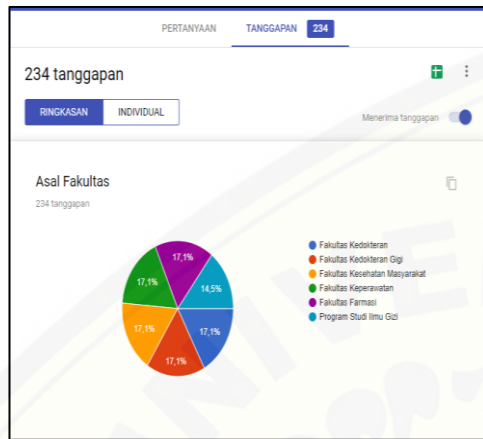 PERTANYAAN TANGGAPAN 234
234 tanggapan
RINGKASAN INDIVIDUAL Menerima tanggapan
Asal Fakultas
234 tanggapan
17,1% 14,5% 17,1% 17,1% 17,1% 17,1%
Fakultas Kedokteran
Fakultas Kedokteran Gigi
Fakultas Kesehatan Masyarakat
Fakultas Keperawatan
Fakultas Farmasi
Program Studi Ilmu Gizi
UNIVE